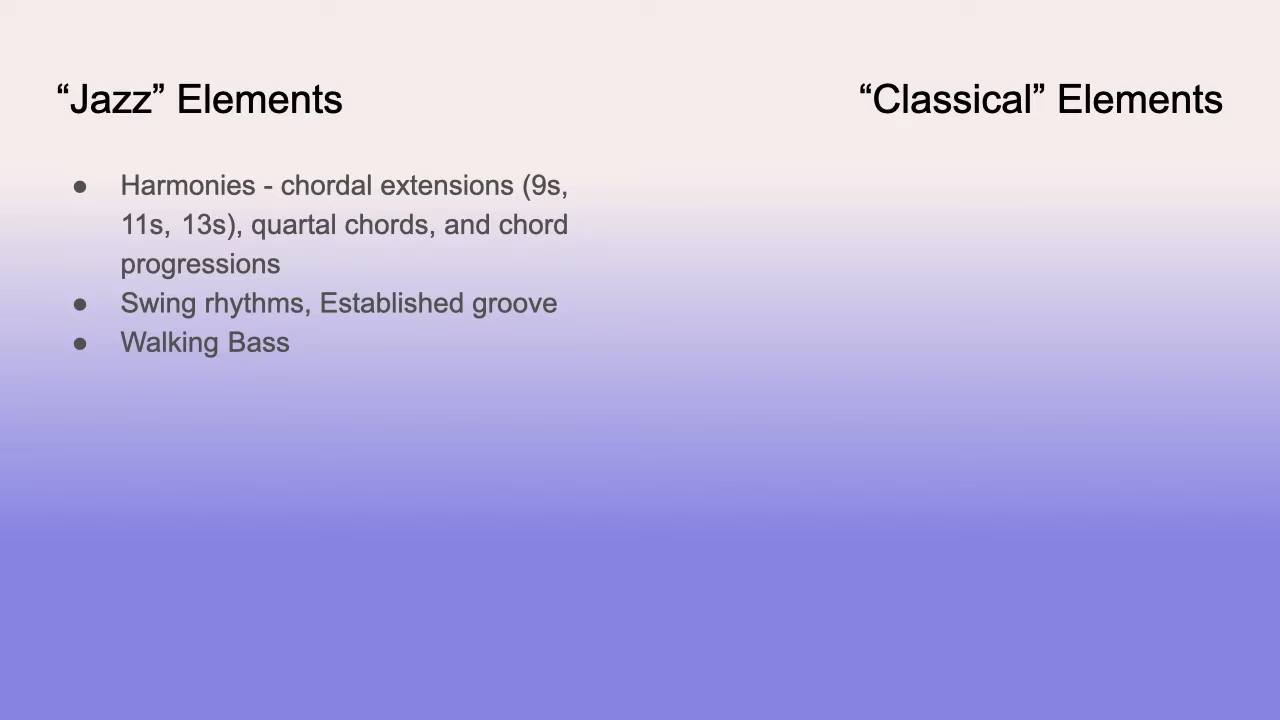 “Jazz” Elements
“Classical” Elements
● Harmonies - chordal extensions (9s,
11s, 13s), quartal chords, and chord
progressions
● Swing rhythms, Established groove
● Walking Bass